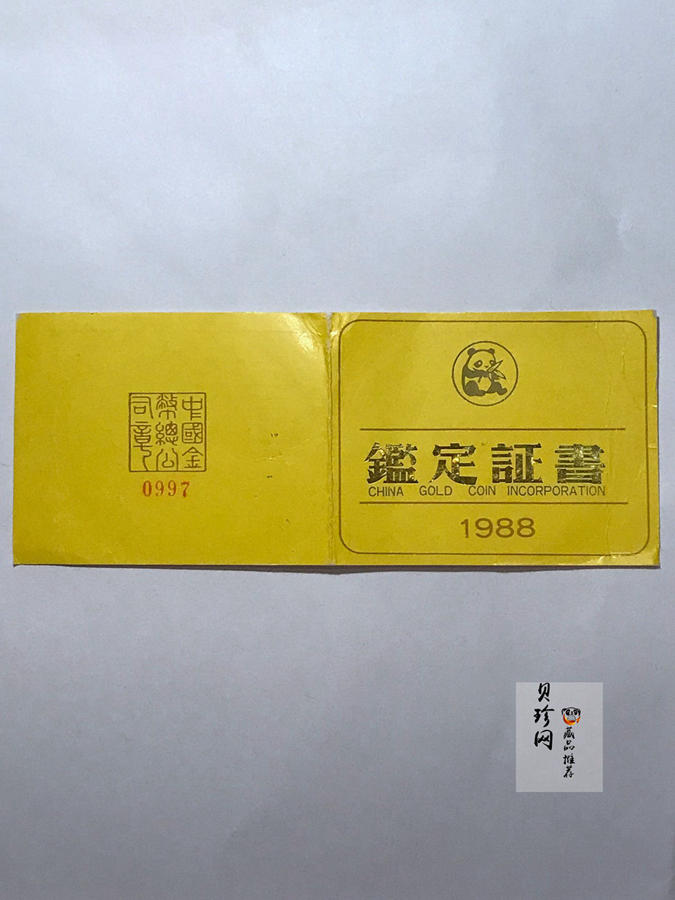 中國金
幣總公
司章
0997
鑑定証書
CHINA GOLD COIN INCORPORATION
1988
贝珍网
藏品
推荐